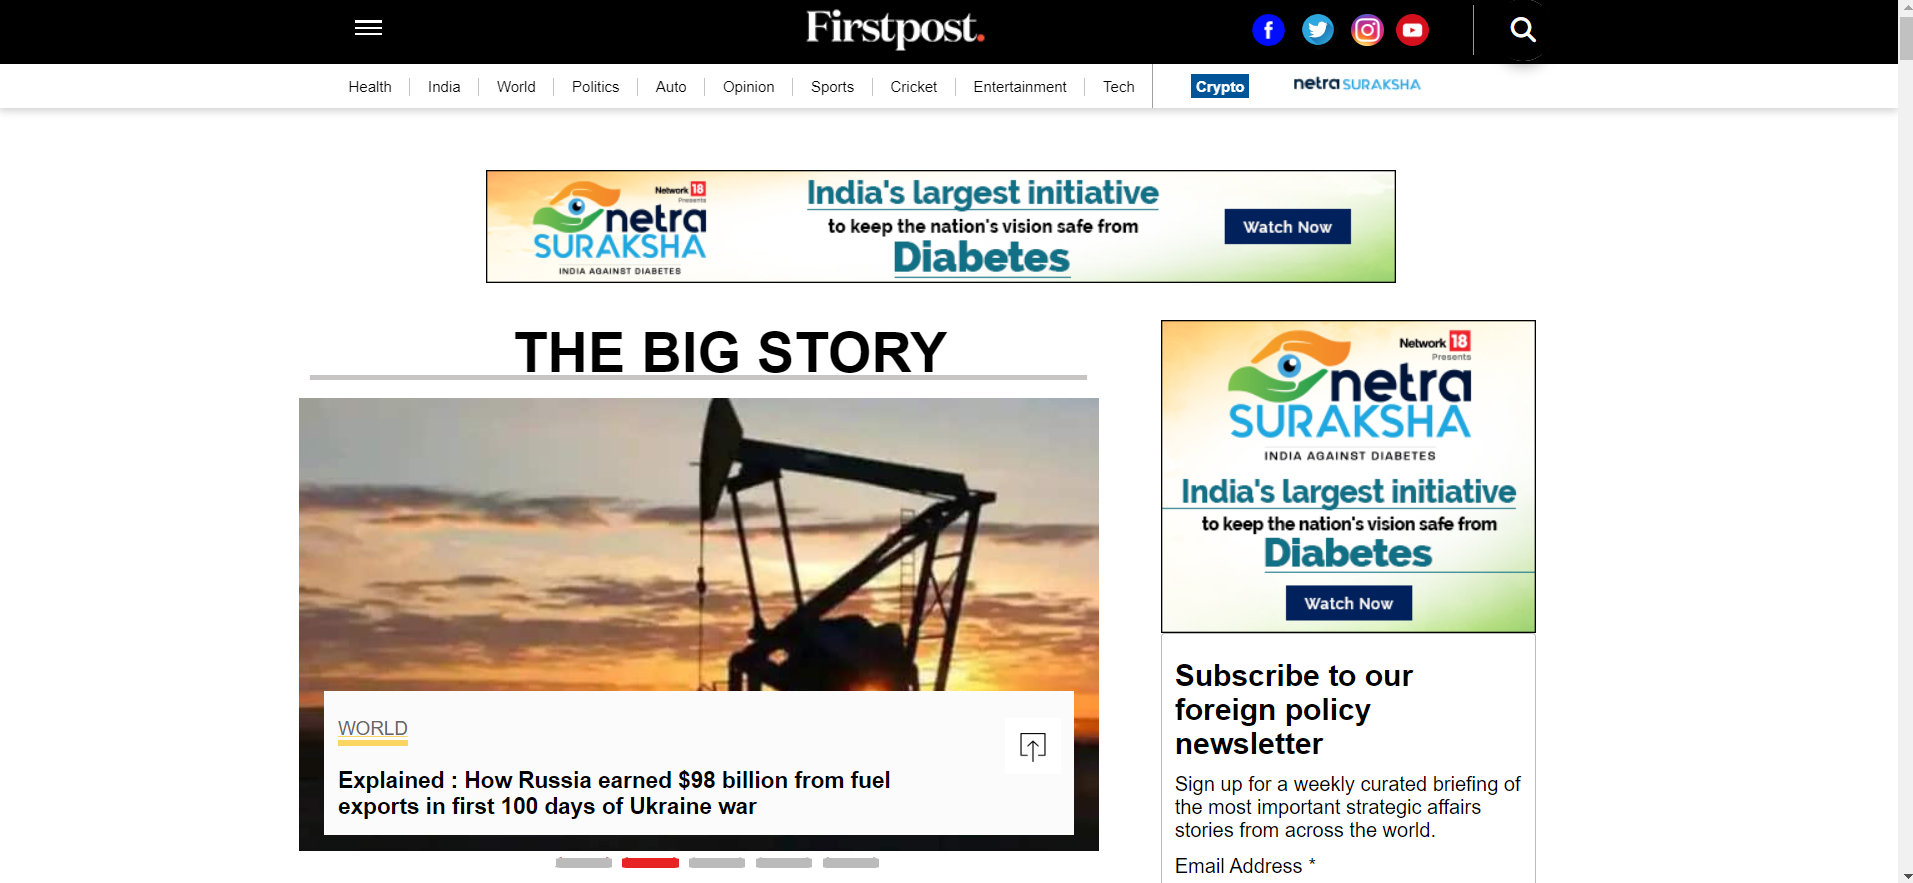 Firstpost.
Health
India
World
Politics
Auto
Opinion
Sports
Cricket
Entertainment
Tech
Crypto
netra SURAKSHA
Network 18
Presents
netra
SURAKSHA
INDIA AGAINST DIABETES
India's largest initiative
to keep the nation's vision safe from
Diabetes
Watch Now
THE BIG STORY
WORLD
Explained : How Russia earned $98 billion from fuel
exports in first 100 days of Ukraine war
Network 18
Presents
netra
SURAKSHA
INDIA AGAINST DIABETES
India's largest initiative
to keep the nation's vision safe from
Diabetes
Watch Now
Subscribe to our
foreign policy
newsletter
Sign up for a weekly curated briefing of
the most important strategic affairs
stories from across the world.
Email Address *